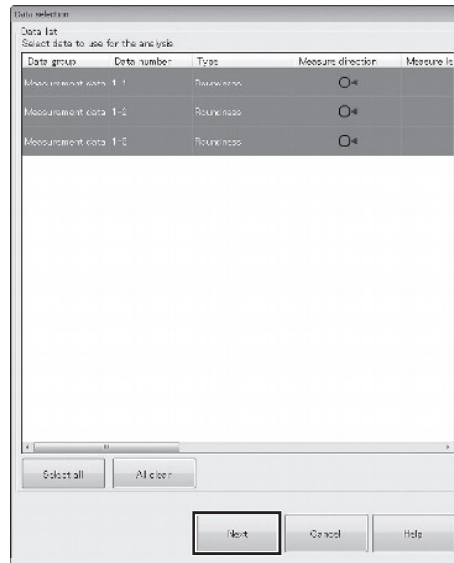 Data selection
Data list
Select data to use for the analysis
Data group Data number Type Measure direction Measure le
Measurement data 1-1 Roundness
Measurement data 1-2 Roundness
Measurement data 1-3 Roundness
Select all All clear
Next Cancel Help